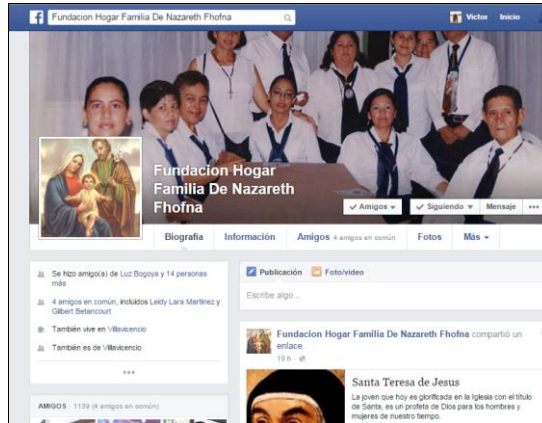 Fundacion Hogar Familia De Nazareth Fhofna
Victor Inicio
Fundacion Hogar
Familia De Nazareth
Fhofna
Amigos
Siguiendo
Mensaje
Biografía Información Amigos 4 amigos en común Fotos Más
Se hizo amigo(a) de Luz Bogoya y 14 personas
más
4 amigos en común, incluidos Leidy Lara Martinez y
Gilbert Betancourt
También vive en Villavicencio
También es de Villavicencio
AMIGOS · 1139 (4 amigos en común)
Publicación Foto/video
Escribe algo...
Fundacion Hogar Familia De Nazareth Fhofna compartió un
enlace.
19 h ·
Santa Teresa de Jesus
La joven que hoy es glorificada en la Iglesia con el título
de Santa, es un profeta de Dios para los hombres y
mujeres de nuestro tiempo.